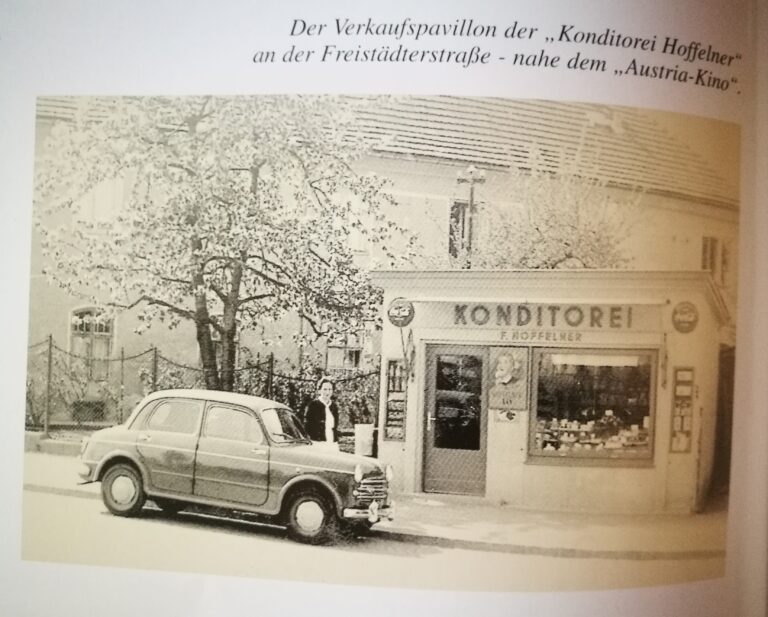 Der Verkaufspavillon der „Konditorei Hoffelner“
an der Freistädterstraße - nahe dem „Austria-Kino“.
KONDITOREI
F. HOFFELNER